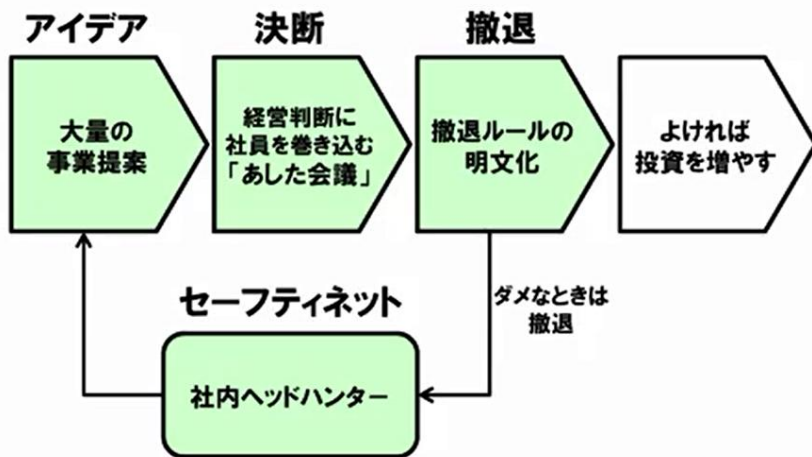 アイデア
決断
撤退
大量の
事業提案
経営判断に
社員を巻き込む
「あした会議」
撤退ルールの
明文化
よければ
投資を増やす
ダメなときは
撤退
セーフティネット
社内ヘッドハンター